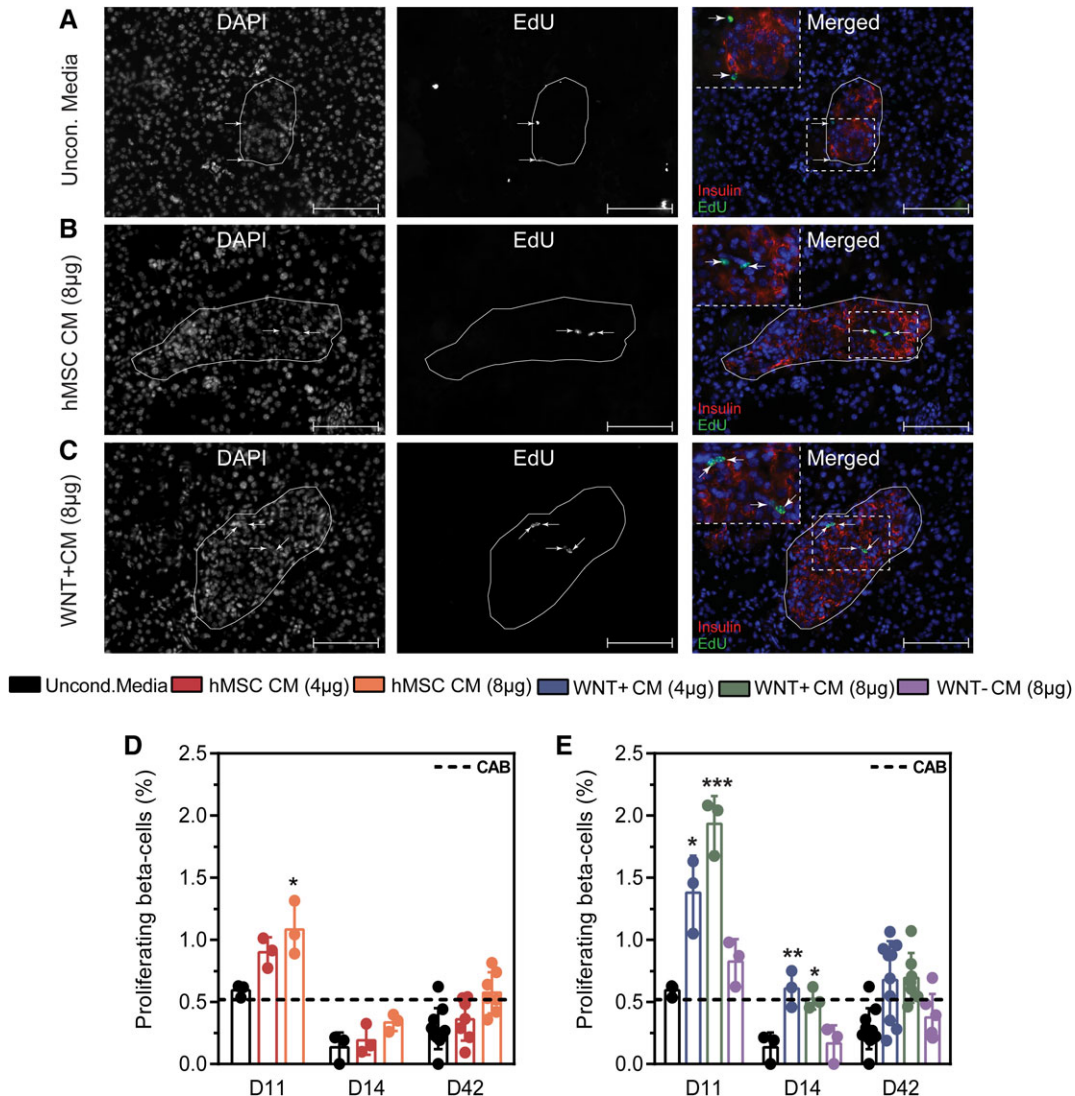 A
DAPI
EdU
Merged
Uncon. Media
Insulin
EdU
B
DAPI
EdU
Merged
hMSC CM (8µg)
Insulin
EdU
C
DAPI
EdU
Merged
WNT+CM (8µg)
Insulin
EdU
Uncond.Media hMSC CM (4µg) hMSC CM (8µg) WNT+ CM (4µg) WNT+ CM (8µg) WNT- CM (8µg)
D
Proliferating beta-cells (%)
2.5
2.0
1.5
1.0
0.5
0.0
CAB
*
D11 D14 D42
E
Proliferating beta-cells (%)
2.5
2.0
1.5
1.0
0.5
0.0
CAB
***
*
**
*
D11 D14 D42